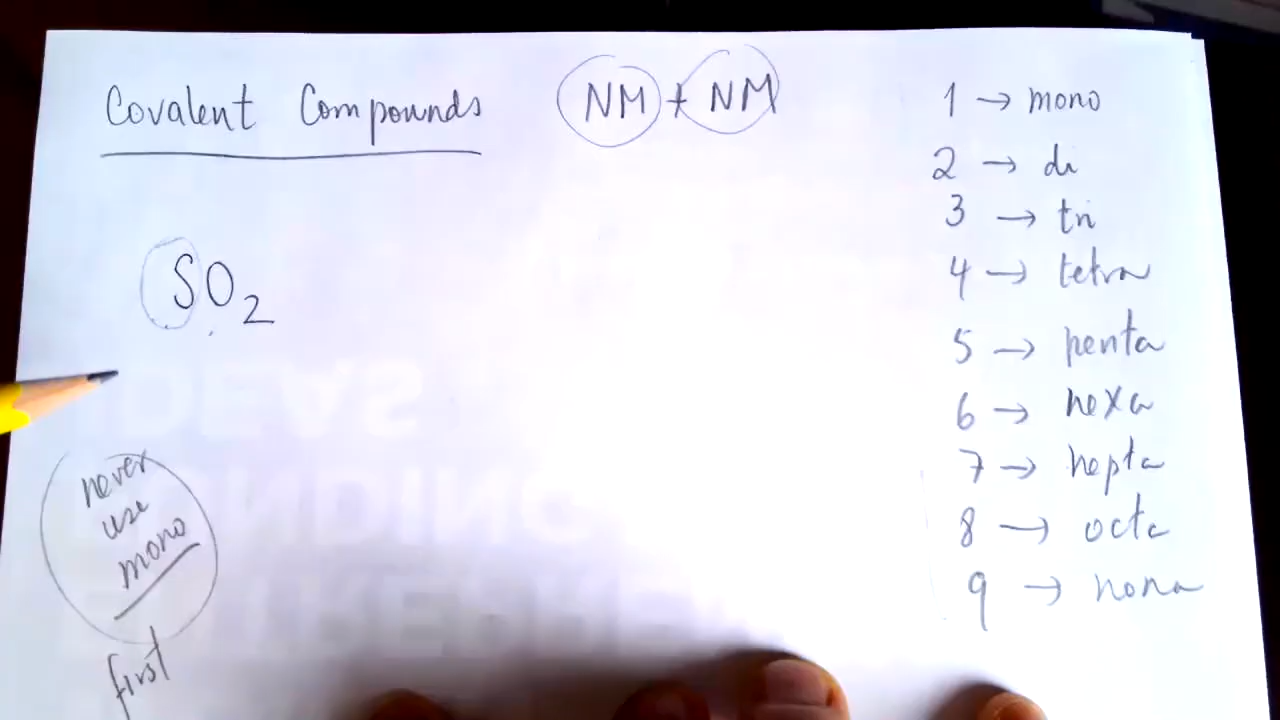 Covalent Compounds NM + NM
SO2
never
use
mono
first
1 → mono
2 → di
3 → tri
4 → tetra
5 → penta
6 → hexa
7 → hepta
8 → octa
9 → nona